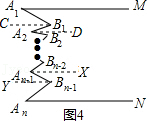 A₁ M
C B₁
A₂ D
B₂
Bₙ₋₂
Aₙ₋₁ X
Y Bₙ₋₁
Aₙ N
图4